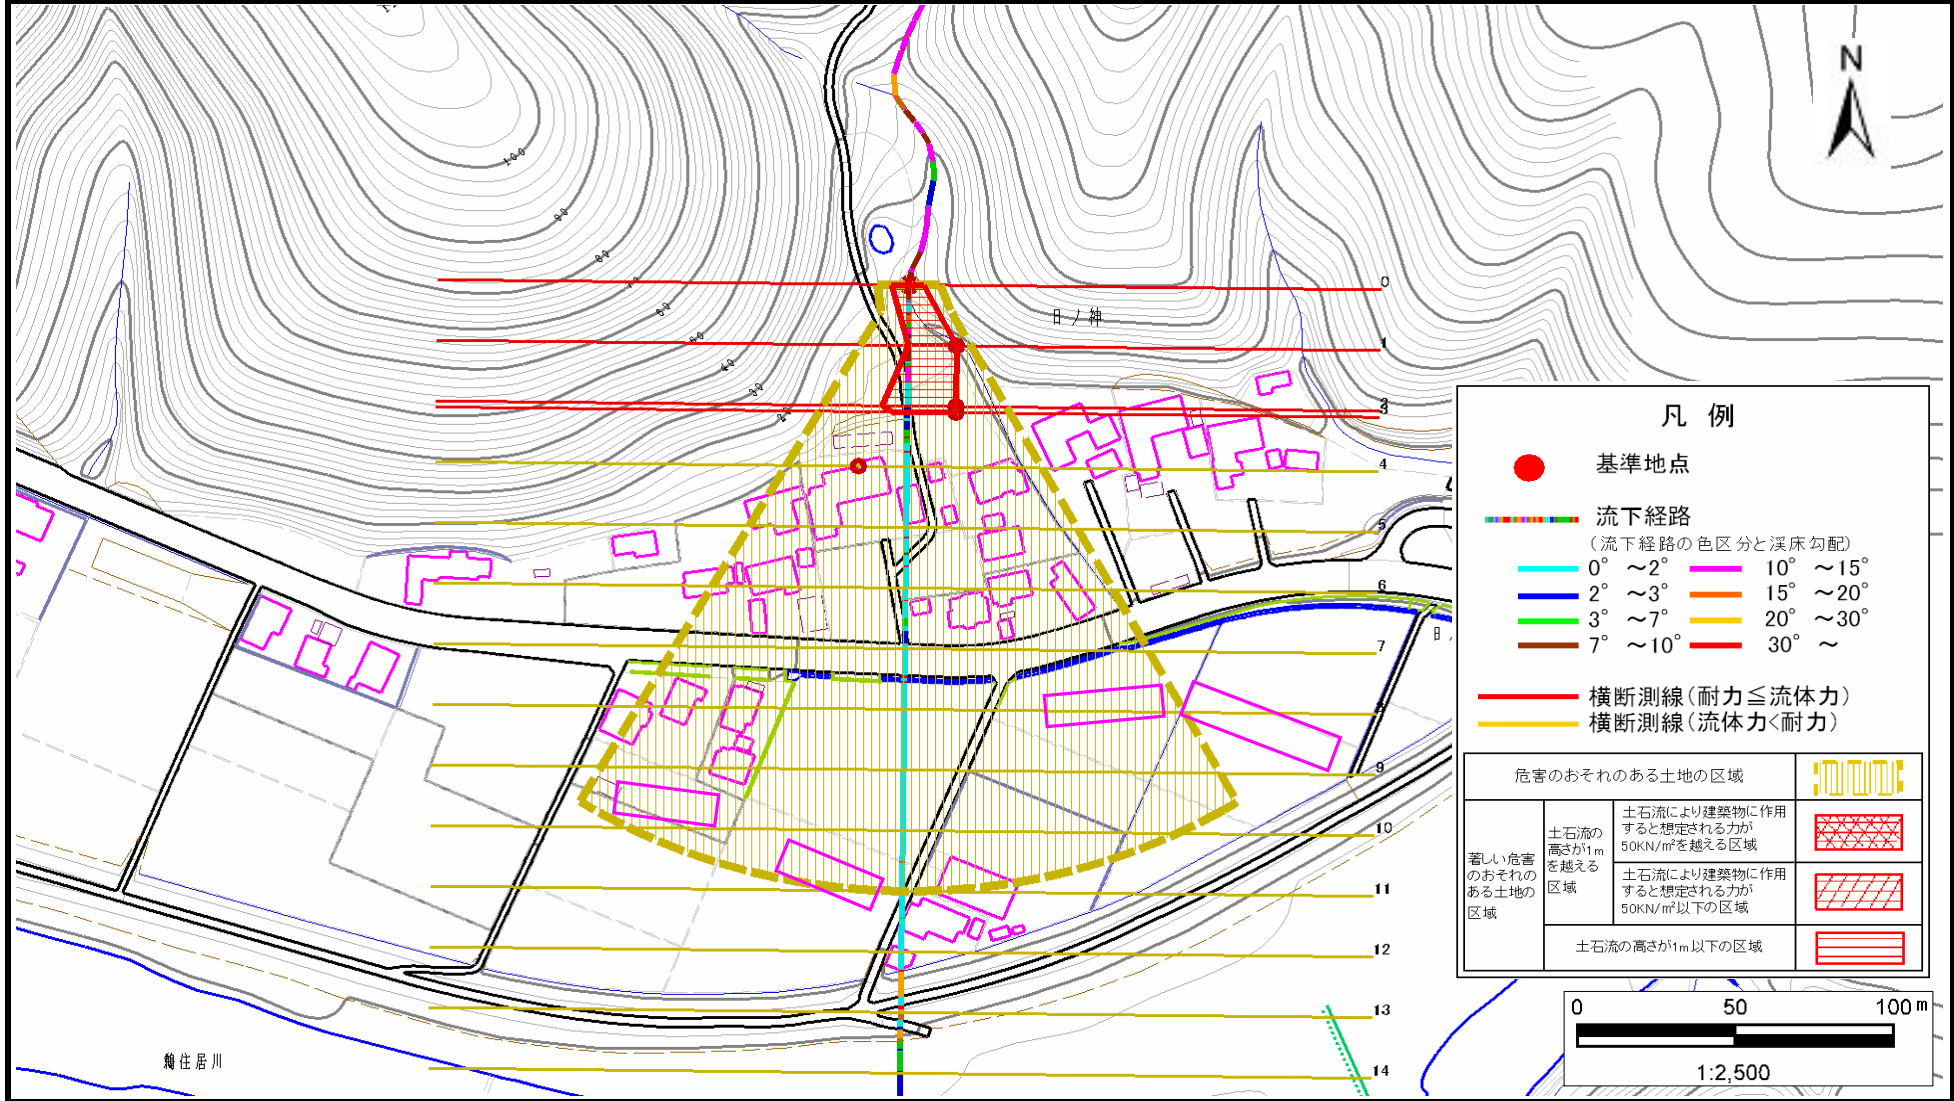 N
100
90
80
70
60
50
40
30
20
日ノ神
0
1
2
3
4
5
6
7
8
9
10
11
12
13
14
鵜住居川
凡 例
基準地点
流下経路
(流下経路の色区分と渓床勾配)
0° ～2° 10° ～15°
2° ～3° 15° ～20°
3° ～7° 20° ～30°
7° ～10° 30° ～
横断測線(耐力≦流体力)
横断測線(流体力<耐力)
危害のおそれのある土地の区域
著しい危害
のおそれの
ある土地の
区域
土石流の
高さが1m
を越える
区域
土石流により建築物に作用
すると想定される力が
50KN/㎡を越える区域
土石流により建築物に作用
すると想定される力が
50KN/㎡以下の区域
土石流の高さが1m以下の区域
0 50 100 m
1:2,500